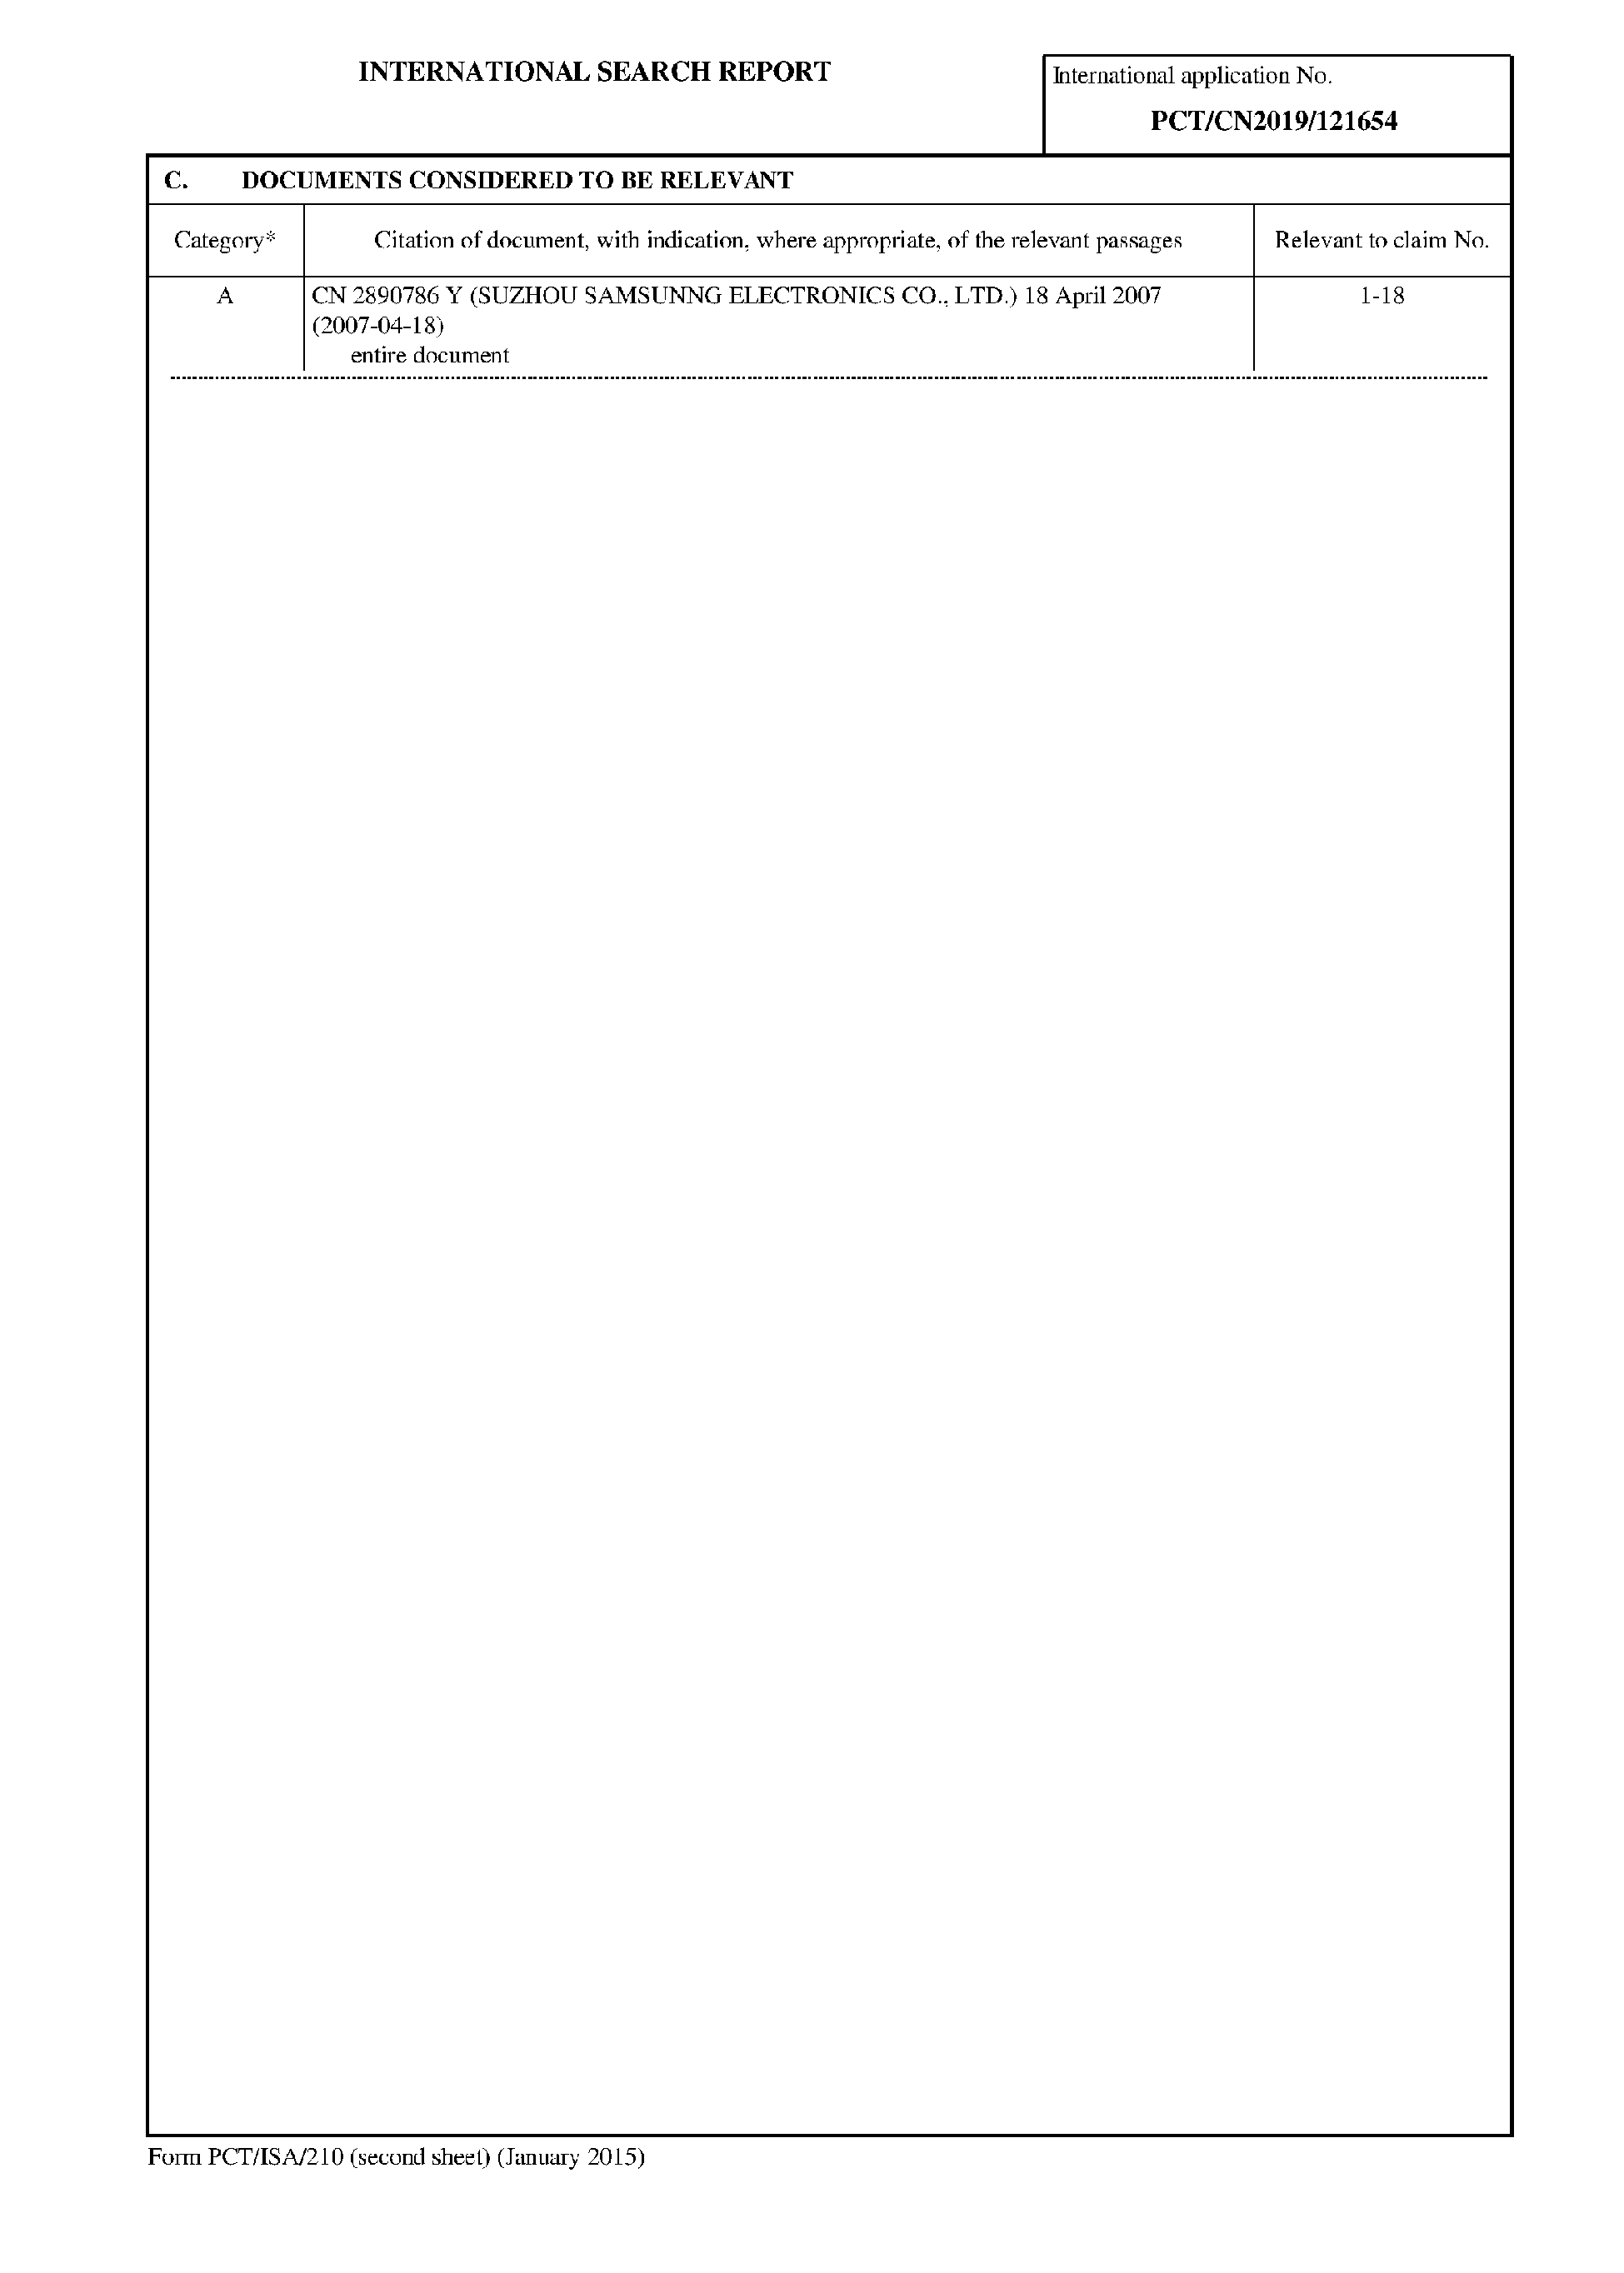 INTERNATIONAL SEARCH REPORT
International application No.
PCT/CN2019/121654
C. DOCUMENTS CONSIDERED TO BE RELEVANT
Category* Citation of document, with indication, where appropriate, of the relevant passages Relevant to claim No.
A CN 2890786 Y (SUZHOU SAMSUNNG ELECTRONICS CO., LTD.) 18 April 2007 1-18
(2007-04-18)
entire document
Form PCT/ISA/210 (second sheet) (January 2015)